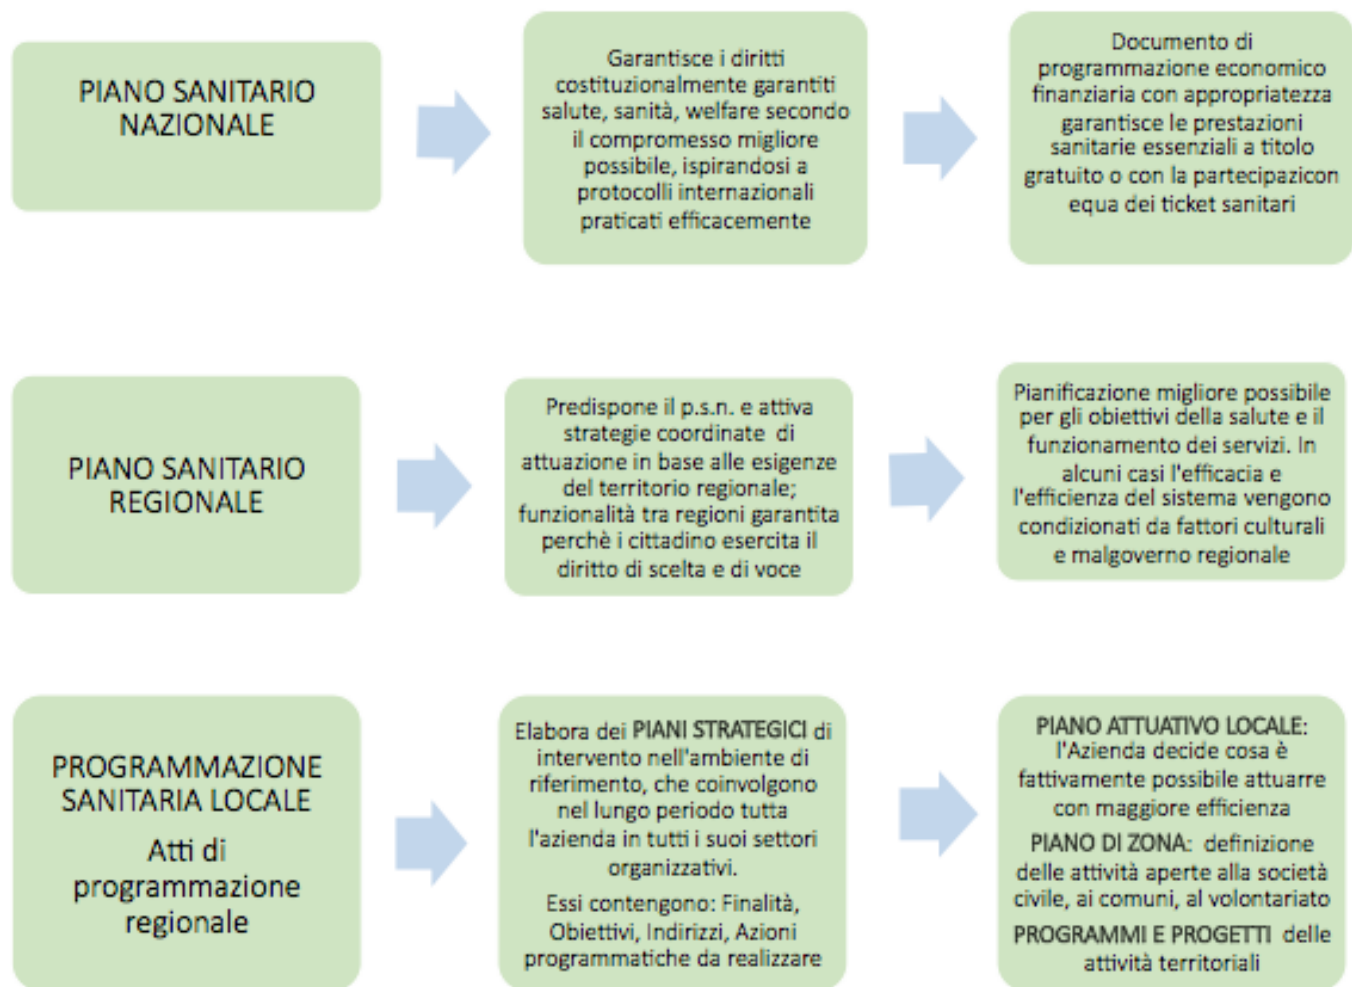 PIANO SANITARIO
NAZIONALE
Garantisce i diritti
costituzionalmente garantiti
salute, sanità, welfare secondo
il compromesso migliore
possibile, ispirandosi a
protocolli internazionali
praticati efficacemente
Documento di
programmazione economico
finanziaria con appropriatezza
garantisce le prestazioni
sanitarie essenziali a titolo
gratuito o con la partecipazicon
equa dei ticket sanitari
PIANO SANITARIO
REGIONALE
Predispone il p.s.n. e attiva
strategie coordinate di
attuazione in base alle esigenze
del territorio regionale;
funzionalità tra regioni garantita
perchè i cittadino esercita il
diritto di scelta e di voce
Pianificazione migliore possibile
per gli obiettivi della salute e il
funzionamento dei servizi. In
alcuni casi l'efficacia e
l'efficienza del sistema vengono
condizionati da fattori culturali
e malgoverno regionale
PROGRAMMAZIONE
SANITARIA LOCALE
Atti di
programmazione
regionale
Elabora dei PIANI STRATEGICI di
intervento nell'ambiente di
riferimento, che coinvolgono
nel lungo periodo tutta
l'azienda in tutti i suoi settori
organizzativi.
Essi contengono: Finalità,
Obiettivi, Indirizzi, Azioni
programmatiche da realizzare
PIANO ATTUATIVO LOCALE:
l'Azienda decide cosa è
fattivamente possibile attuarre
con maggiore efficienza
PIANO DI ZONA: definizione
delle attività aperte alla società
civile, ai comuni, al volontariato
PROGRAMMI E PROGETTI delle
attività territoriali